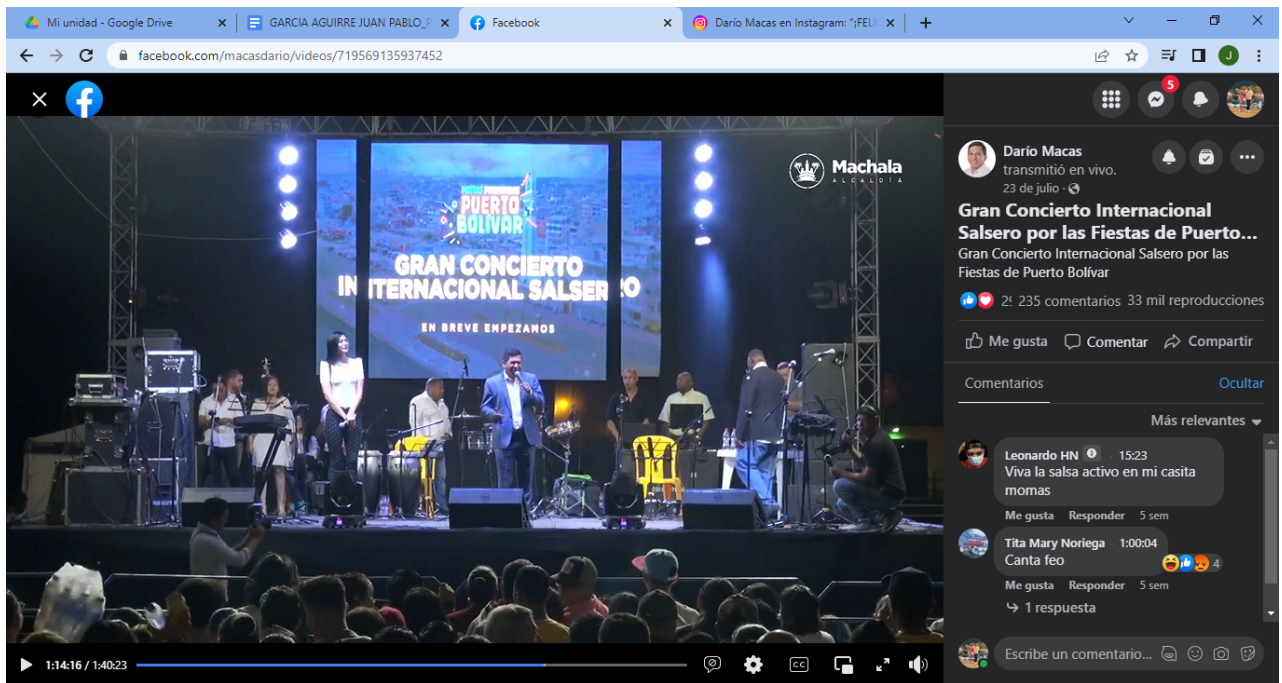 Mi unidad - Google Drive
GARCIA AGUIRRE JUAN PABLO_P
Facebook
Darío Macas en Instagram: "¡FELI
facebook.com/macasdario/videos/719569135937452
J
5
Machala
ALCALDÍA
PUERTO
BOLÍVAR
GRAN CONCIERTO
INTERNACIONAL SALSERO
EN BREVE EMPEZAMOS
Darío Macas
transmitió en vivo.
23 de julio ·
Gran Concierto Internacional
Salsero por las Fiestas de Puerto...
Gran Concierto Internacional Salsero por las
Fiestas de Puerto Bolívar
235 comentarios 33 mil reproducciones
Me gusta Comentar Compartir
Comentarios Ocultar
Más relevantes
Leonardo HN · 15:23
Viva la salsa activo en mi casita
momas
Me gusta Responder 5 sem
Tita Mary Noriega · 1:00:04
Canta feo
4
Me gusta Responder 5 sem
1 respuesta
Escribe un comentario...
1:14:16 / 1:40:23
CC